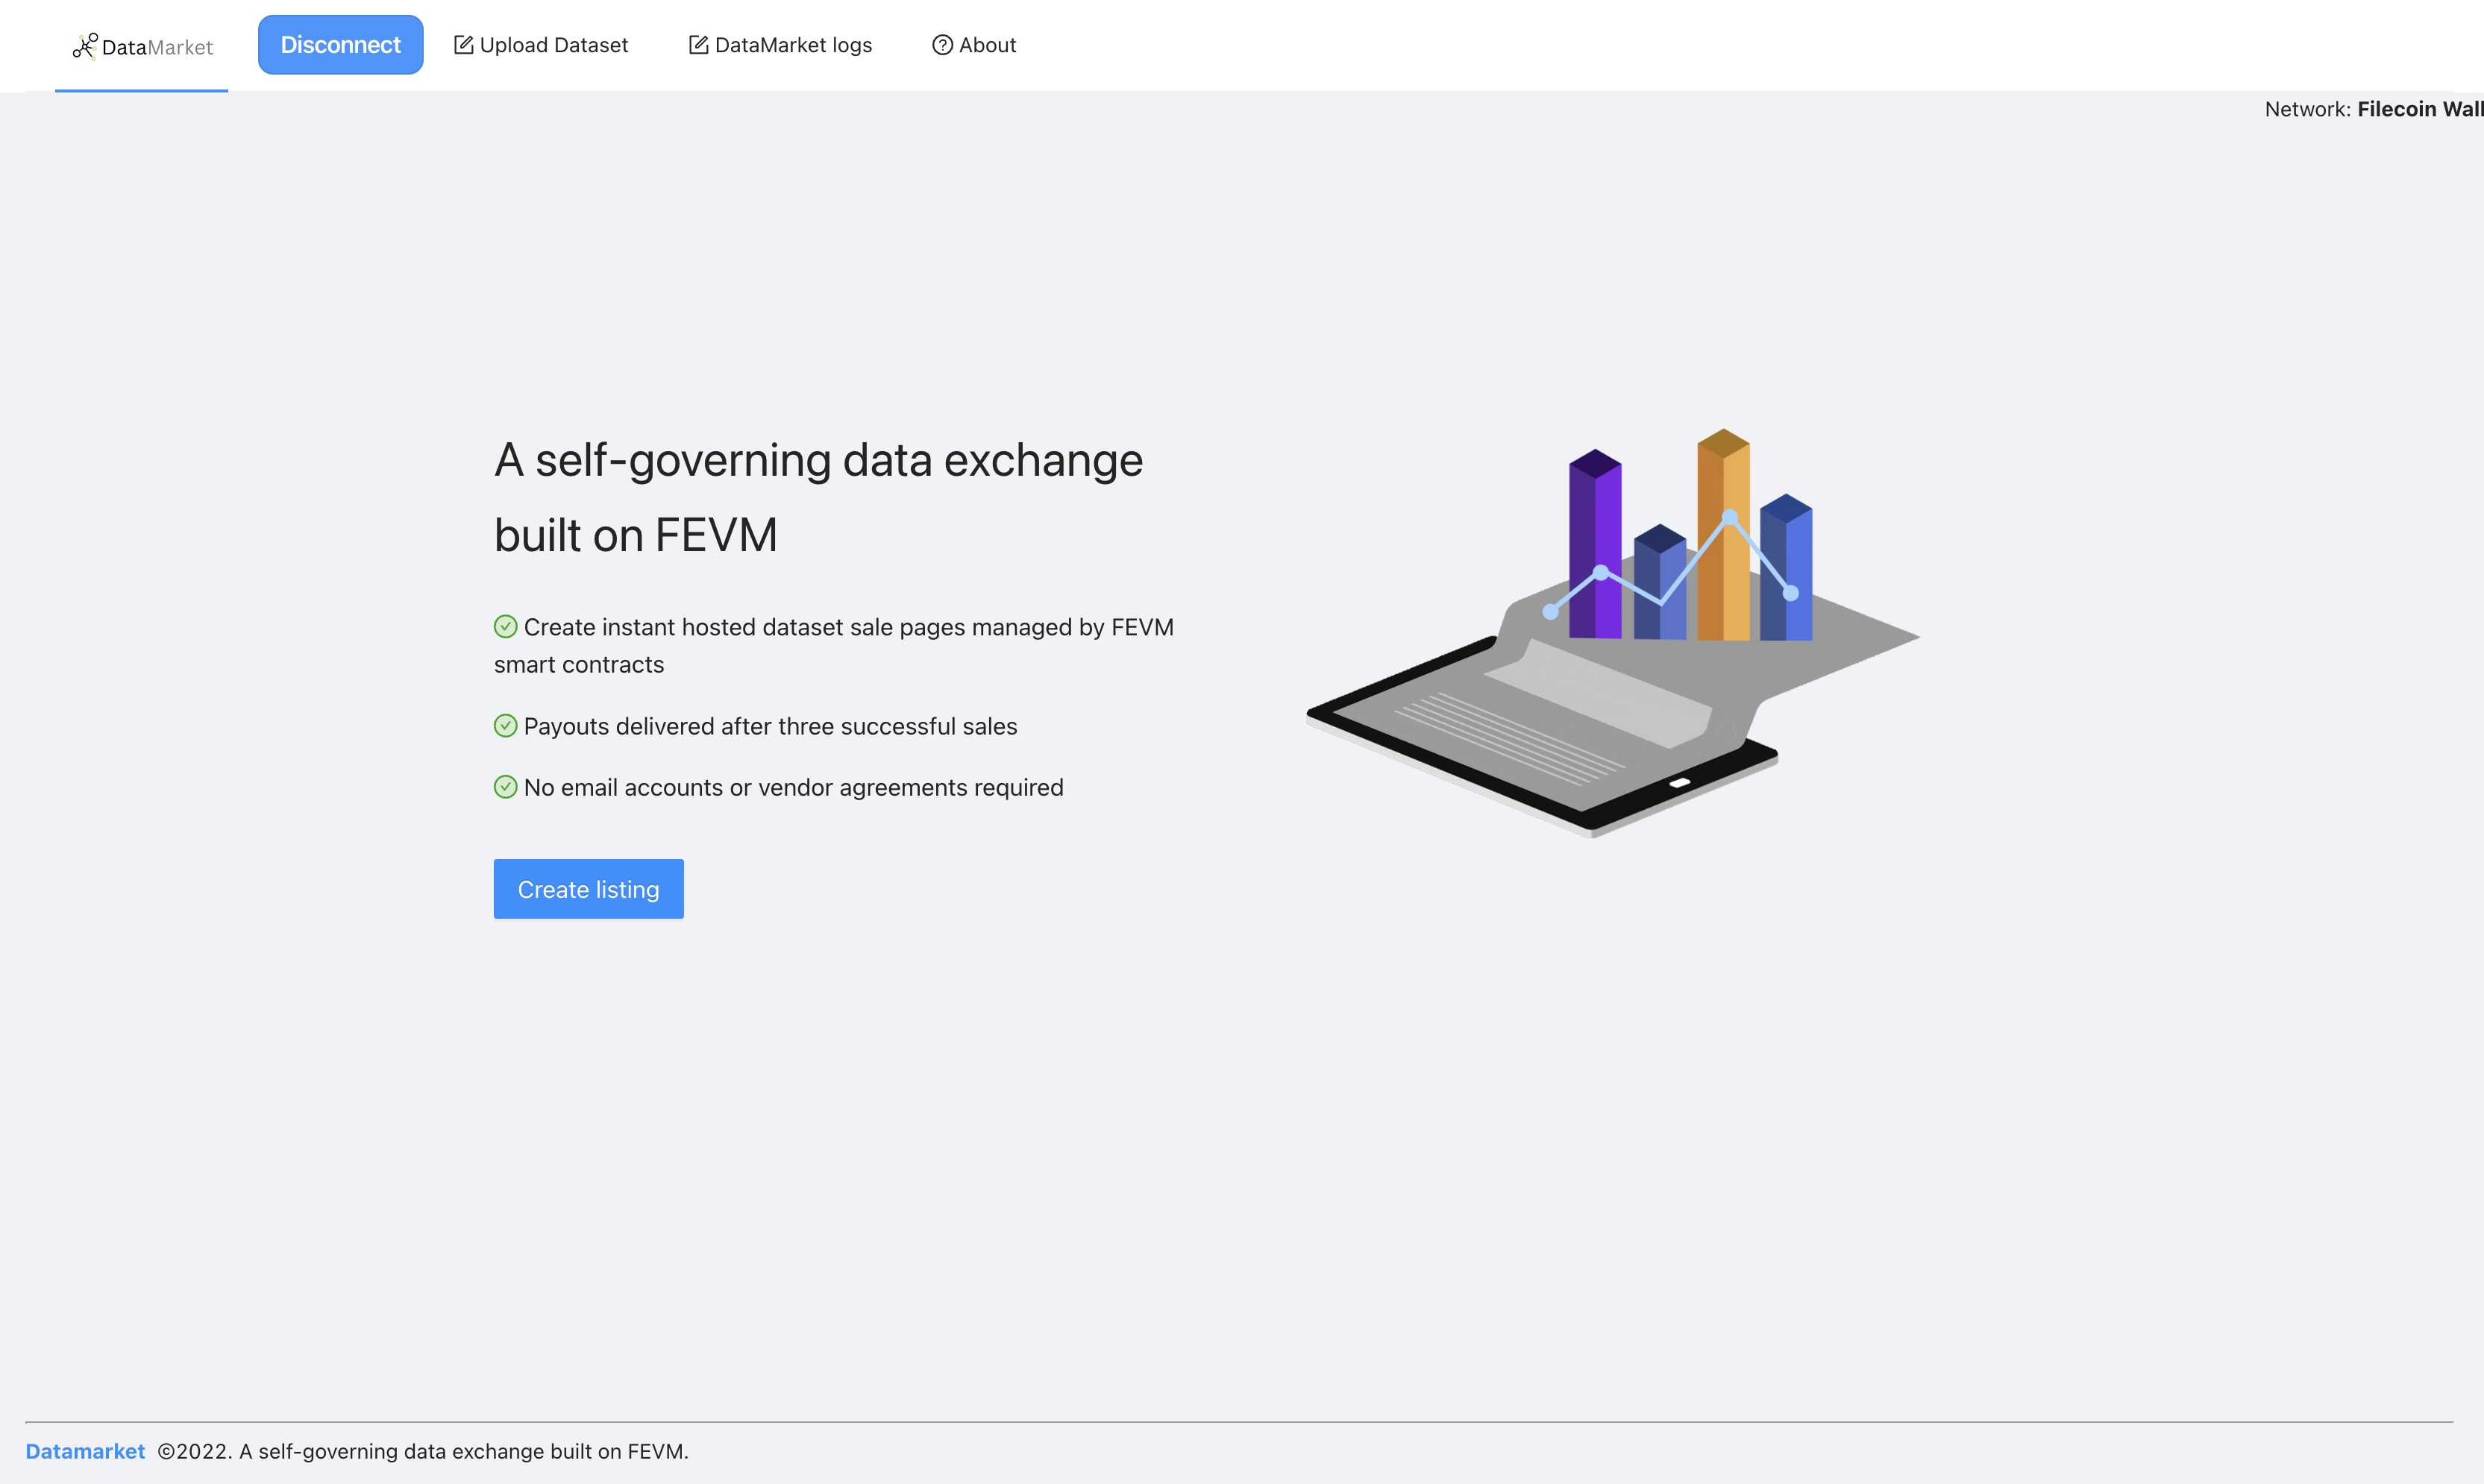 DataMarket
Disconnect
Upload Dataset
DataMarket logs
About
Network: Filecoin Wall
A self-governing data exchange
built on FEVM
Create instant hosted dataset sale pages managed by FEVM
smart contracts
Payouts delivered after three successful sales
No email accounts or vendor agreements required
Create listing
Datamarket ©2022. A self-governing data exchange built on FEVM.